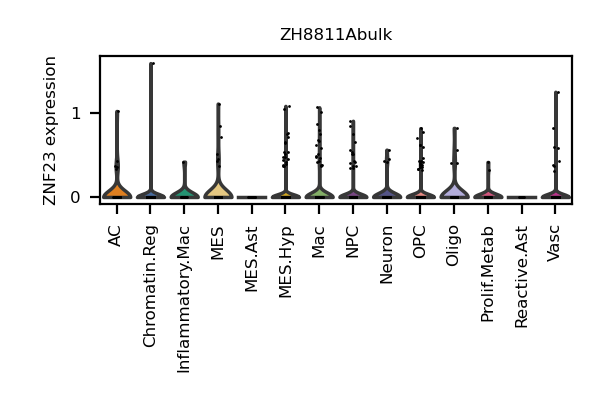 ZH8811Abulk
ZNF23 expression
1
0
AC
Chromatin.Reg
Inflammatory.Mac
MES
MES.Ast
MES.Hyp
Mac
NPC
Neuron
OPC
Oligo
Prolif.Metab
Reactive.Ast
Vasc